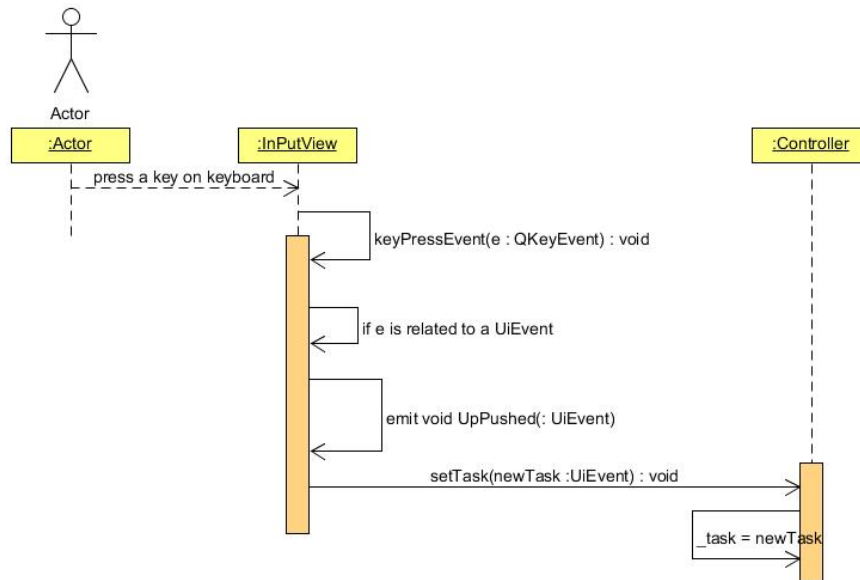 Actor
:Actor
:InPutView
:Controller
press a key on keyboard
keyPressEvent(e : QKeyEvent) : void
if e is related to a UiEvent
emit void UpPushed(: UiEvent)
setTask(newTask :UiEvent) : void
_task = newTask